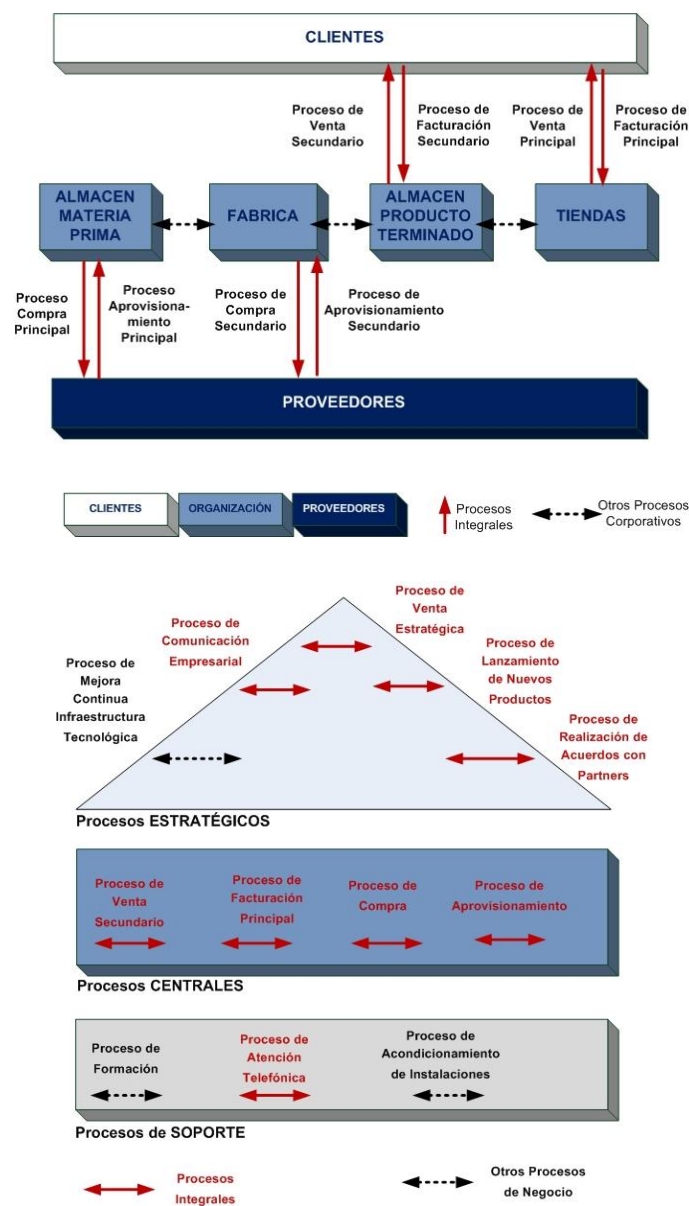 CLIENTES
Proceso de
Venta
Secundario
Proceso de
Facturación
Secundario
Proceso de
Venta
Principal
Proceso de
Facturación
Principal
ALMACEN
MATERIA
PRIMA
FABRICA
ALMACEN
PRODUCTO
TERMINADO
TIENDAS
Proceso
Compra
Principal
Proceso
Aprovisiona-
miento
Principal
Proceso de
Compra
Secundario
Proceso de
Aprovisionamiento
Secundario
PROVEEDORES
CLIENTES
ORGANIZACIÓN
PROVEEDORES
Procesos
Integrales
Otros Procesos
Corporativos
Proceso de
Mejora
Continua
Infraestructura
Tecnológica
Proceso de
Comunicación
Empresarial
Proceso de
Venta
Estratégica
Proceso de
Lanzamiento
de Nuevos
Productos
Proceso de
Realización de
Acuerdos con
Partners
Procesos ESTRATÉGICOS
Proceso de
Venta
Secundario
Proceso de
Facturación
Principal
Proceso de
Compra
Proceso de
Aprovisionamiento
Procesos CENTRALES
Proceso de
Formación
Proceso de
Atención
Telefónica
Proceso de
Acondicionamiento
de Instalaciones
Procesos de SOPORTE
Procesos
Integrales
Otros Procesos
de Negocio